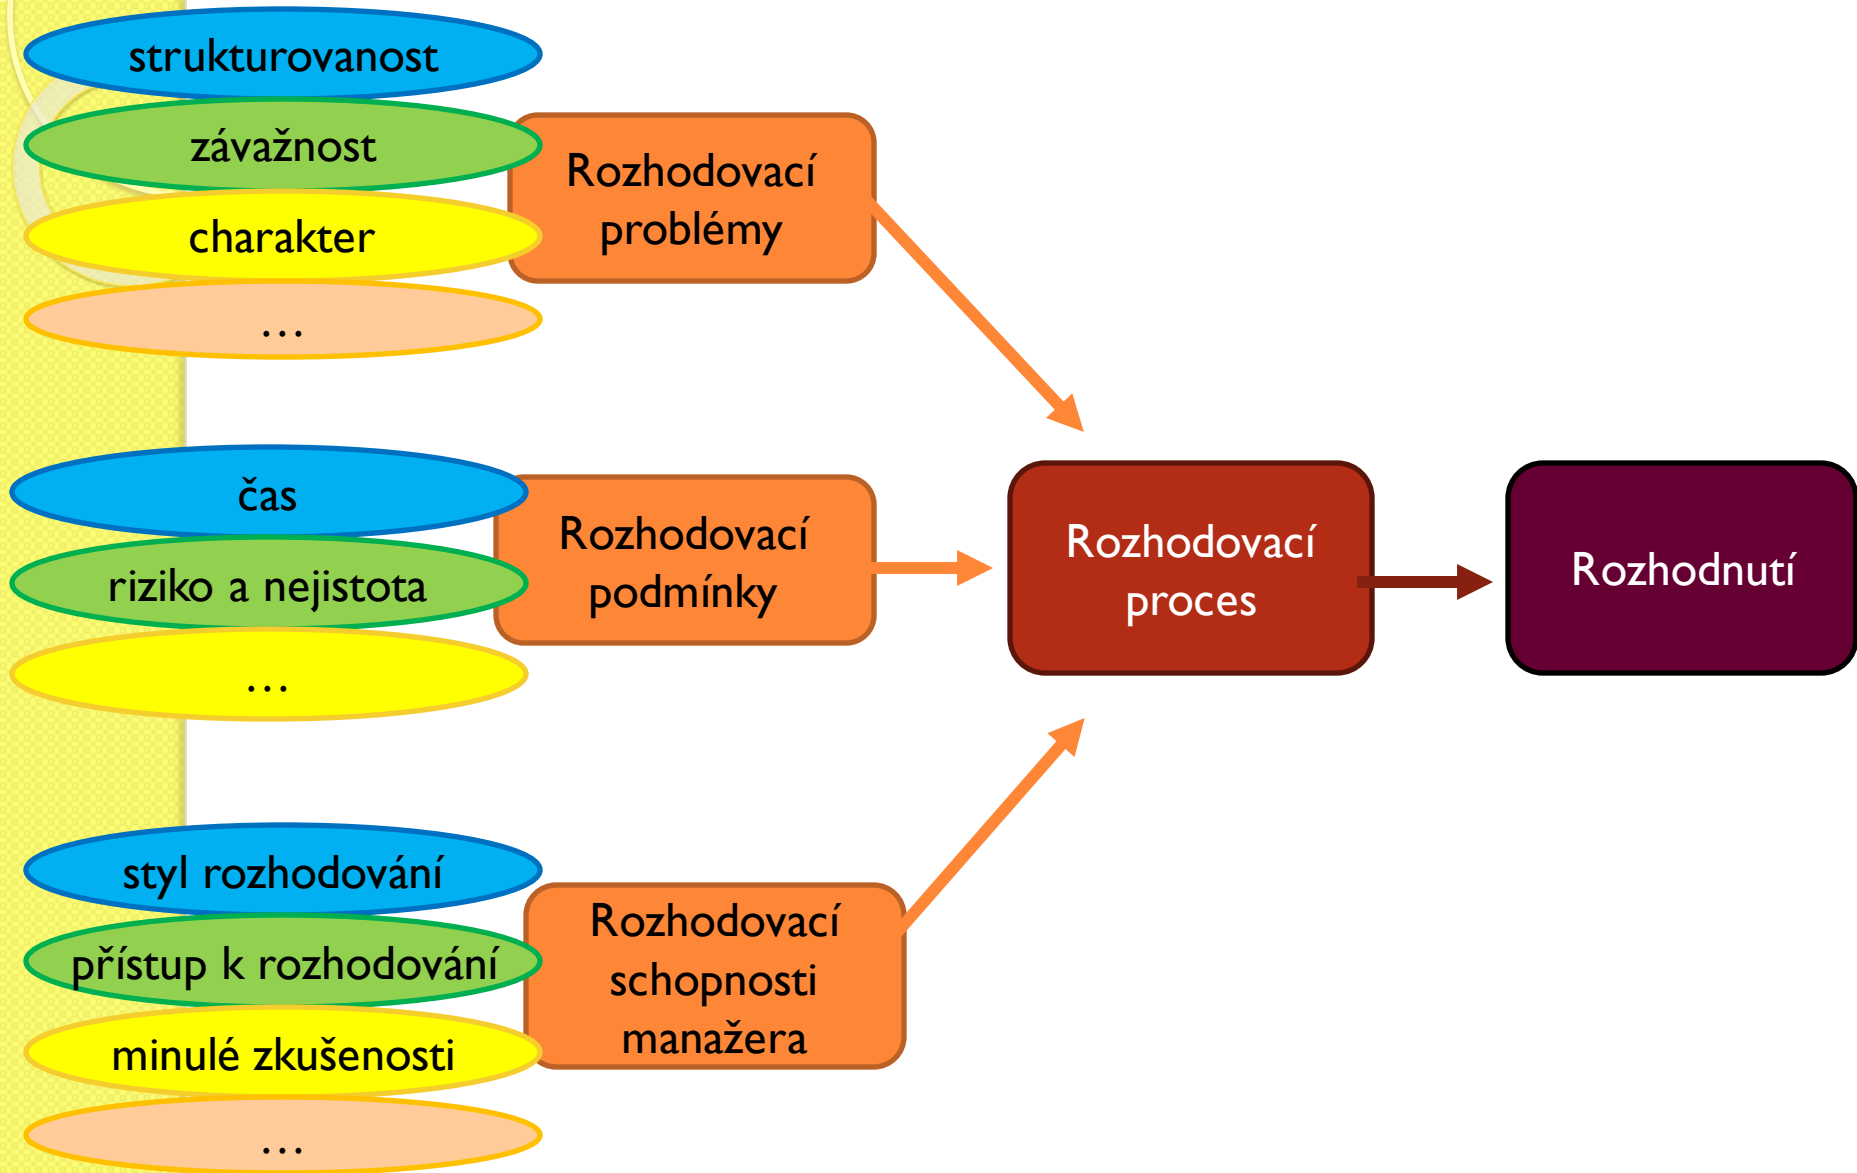 strukturovanost
závažnost
charakter
…
Rozhodovací
problémy
čas
riziko a nejistota
…
Rozhodovací
podmínky
styl rozhodování
přístup k rozhodování
minulé zkušenosti
…
Rozhodovací
schopnosti
manažera
Rozhodovací
proces
Rozhodnutí